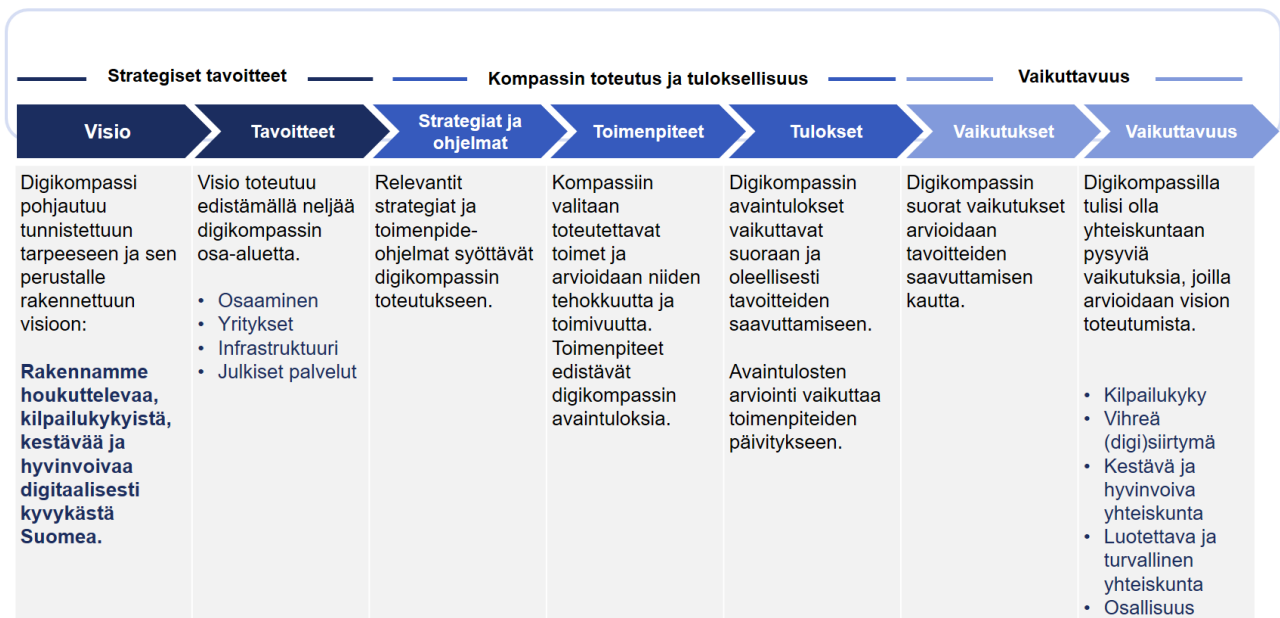 Strategiset tavoitteet
Kompassin toteutus ja tuloksellisuus
Vaikuttavuus
Visio
Tavoitteet
Strategiat ja
ohjelmat
Toimenpiteet
Tulokset
Vaikutukset
Vaikuttavuus
Digikompassi
pohjautuu
tunnistettuun
tarpeeseen ja sen
perustalle
rakennettuun
visioon:
Rakennamme
houkuttelevaa,
kilpailukykyistä,
kestävää ja
hyvinvoivaa
digitaalisesti
kyvykästä
Suomea.
Visio toteutuu
edistämällä neljää
digikompassin
osa-aluetta.
• Osaaminen
• Yritykset
• Infrastruktuuri
• Julkiset palvelut
Relevantit
strategiat ja
toimenpide-
ohjelmat syöttävät
digikompassin
toteutukseen.
Kompassiin
valitaan
toteutettavat
toimet ja
arvioidaan niiden
tehokkuutta ja
toimivuutta.
Toimenpiteet
edistävät
digikompassin
avaintuloksia.
Digikompassin
avaintulokset
vaikuttavat
suoraan ja
oleellisesti
tavoitteiden
saavuttamiseen.
Avaintulosten
arviointi vaikuttaa
toimenpiteiden
päivitykseen.
Digikompassin
suorat vaikutukset
arvioidaan
tavoitteiden
saavuttamisen
kautta.
Digikompassilla
tulisi olla
yhteiskuntaan
pysyviä
vaikutuksia, joilla
arvioidaan vision
toteutumista.
• Kilpailukyky
• Vihreä
(digi)siirtymä
• Kestävä ja
hyvinvoiva
yhteiskunta
• Luotettava ja
turvallinen
yhteiskunta
• Osallisuus